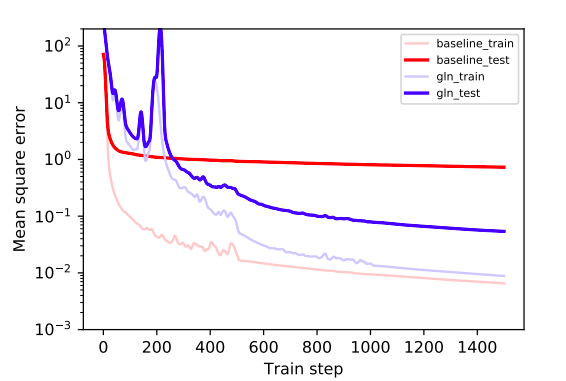 baseline_train
baseline_test
gln_train
gln_test
Mean square error
10²
10¹
10⁰
10⁻¹
10⁻²
10⁻³
0 200 400 600 800 1000 1200 1400
Train step